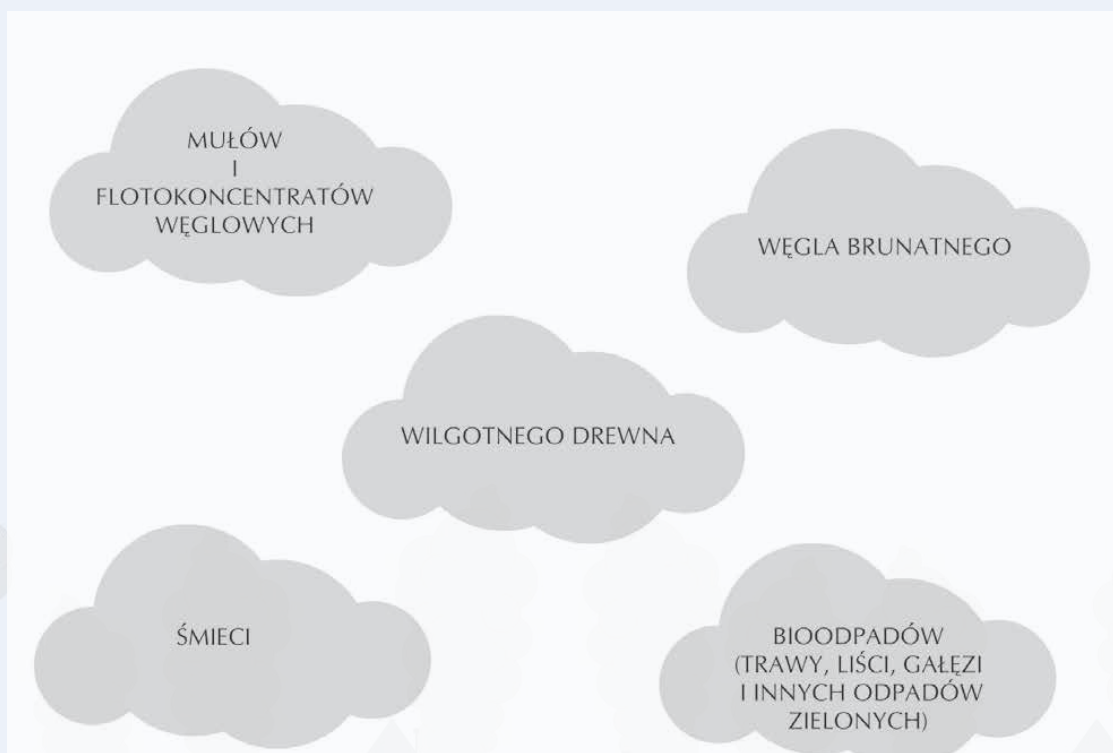 MUŁÓW
I
FLOTOKONCENTRATÓW
WĘGLOWYCH
WĘGLA BRUNATNEGO
WILGOTNEGO DREWNA
ŚMIECI
BIOODPADÓW
(TRAWY, LIŚCI, GAŁĘZI
I INNYCH ODPADÓW
ZIELONYCH)